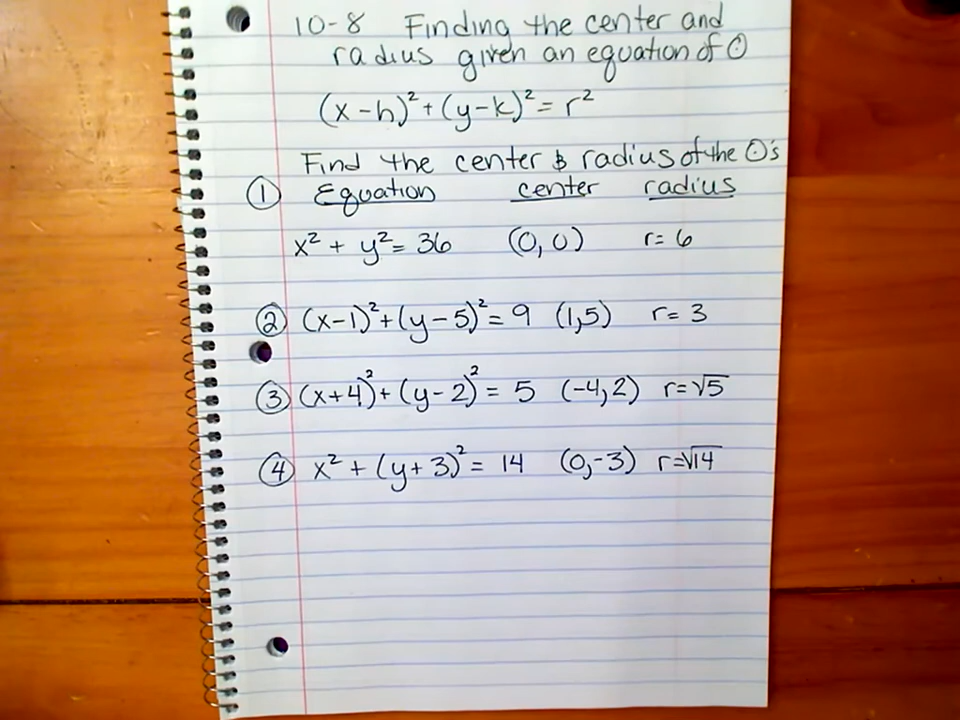 10-8 Finding the center and
radius given an equation of ⊙
(x-h)² + (y-k)² = r²
Find the center & radius of the ⊙'s
① Equation center radius
x² + y² = 36 (0, 0) r = 6
② (x-1)² + (y-5)² = 9 (1,5) r = 3
③ (x+4)² + (y-2)² = 5 (-4,2) r = √5
④ x² + (y+3)² = 14 (0,-3) r = √14